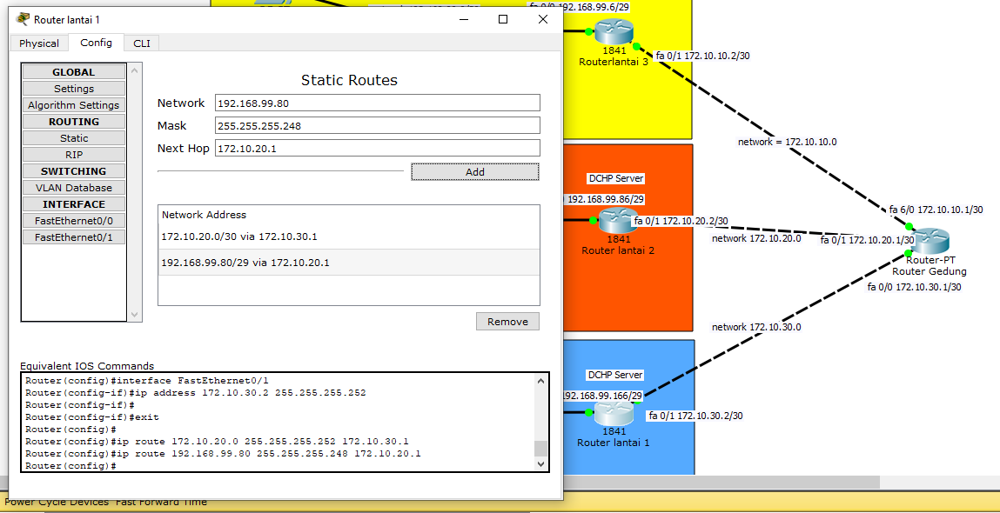 Router lantai 1
Physical
Config
CLI
GLOBAL
Settings
Algorithm Settings
ROUTING
Static
RIP
SWITCHING
VLAN Database
INTERFACE
FastEthernet0/0
FastEthernet0/1
Static Routes
Network
192.168.99.80
Mask
255.255.255.248
Next Hop
172.10.20.1
Add
Network Address
172.10.20.0/30 via 172.10.30.1
192.168.99.80/29 via 172.10.20.1
Remove
Equivalent IOS Commands
Router(config)#interface FastEthernet0/1
Router(config-if)#ip address 172.10.30.2 255.255.255.252
Router(config-if)#
Router(config-if)#exit
Router(config)#
Router(config)#ip route 172.10.20.0 255.255.255.252 172.10.30.1
Router(config)#ip route 192.168.99.80 255.255.255.248 172.10.20.1
Router(config)#
fa 0/0 192.168.99.6/29
1841
Routerlantai 3
fa 0/1 172.10.10.2/30
network = 172.10.10.0
DCHP Server
192.168.99.86/29
fa 0/1 172.10.20.2/30
1841
Router lantai 2
network 172.10.20.0
fa 6/0 172.10.10.1/30
fa 0/1 172.10.20.1/30
Router-PT
Router Gedung
fa 0/0 172.10.30.1/30
network 172.10.30.0
DCHP Server
192.168.99.166/29
fa 0/1 172.10.30.2/30
1841
Router lantai 1
Power Cycle Devices Fast Forward Time